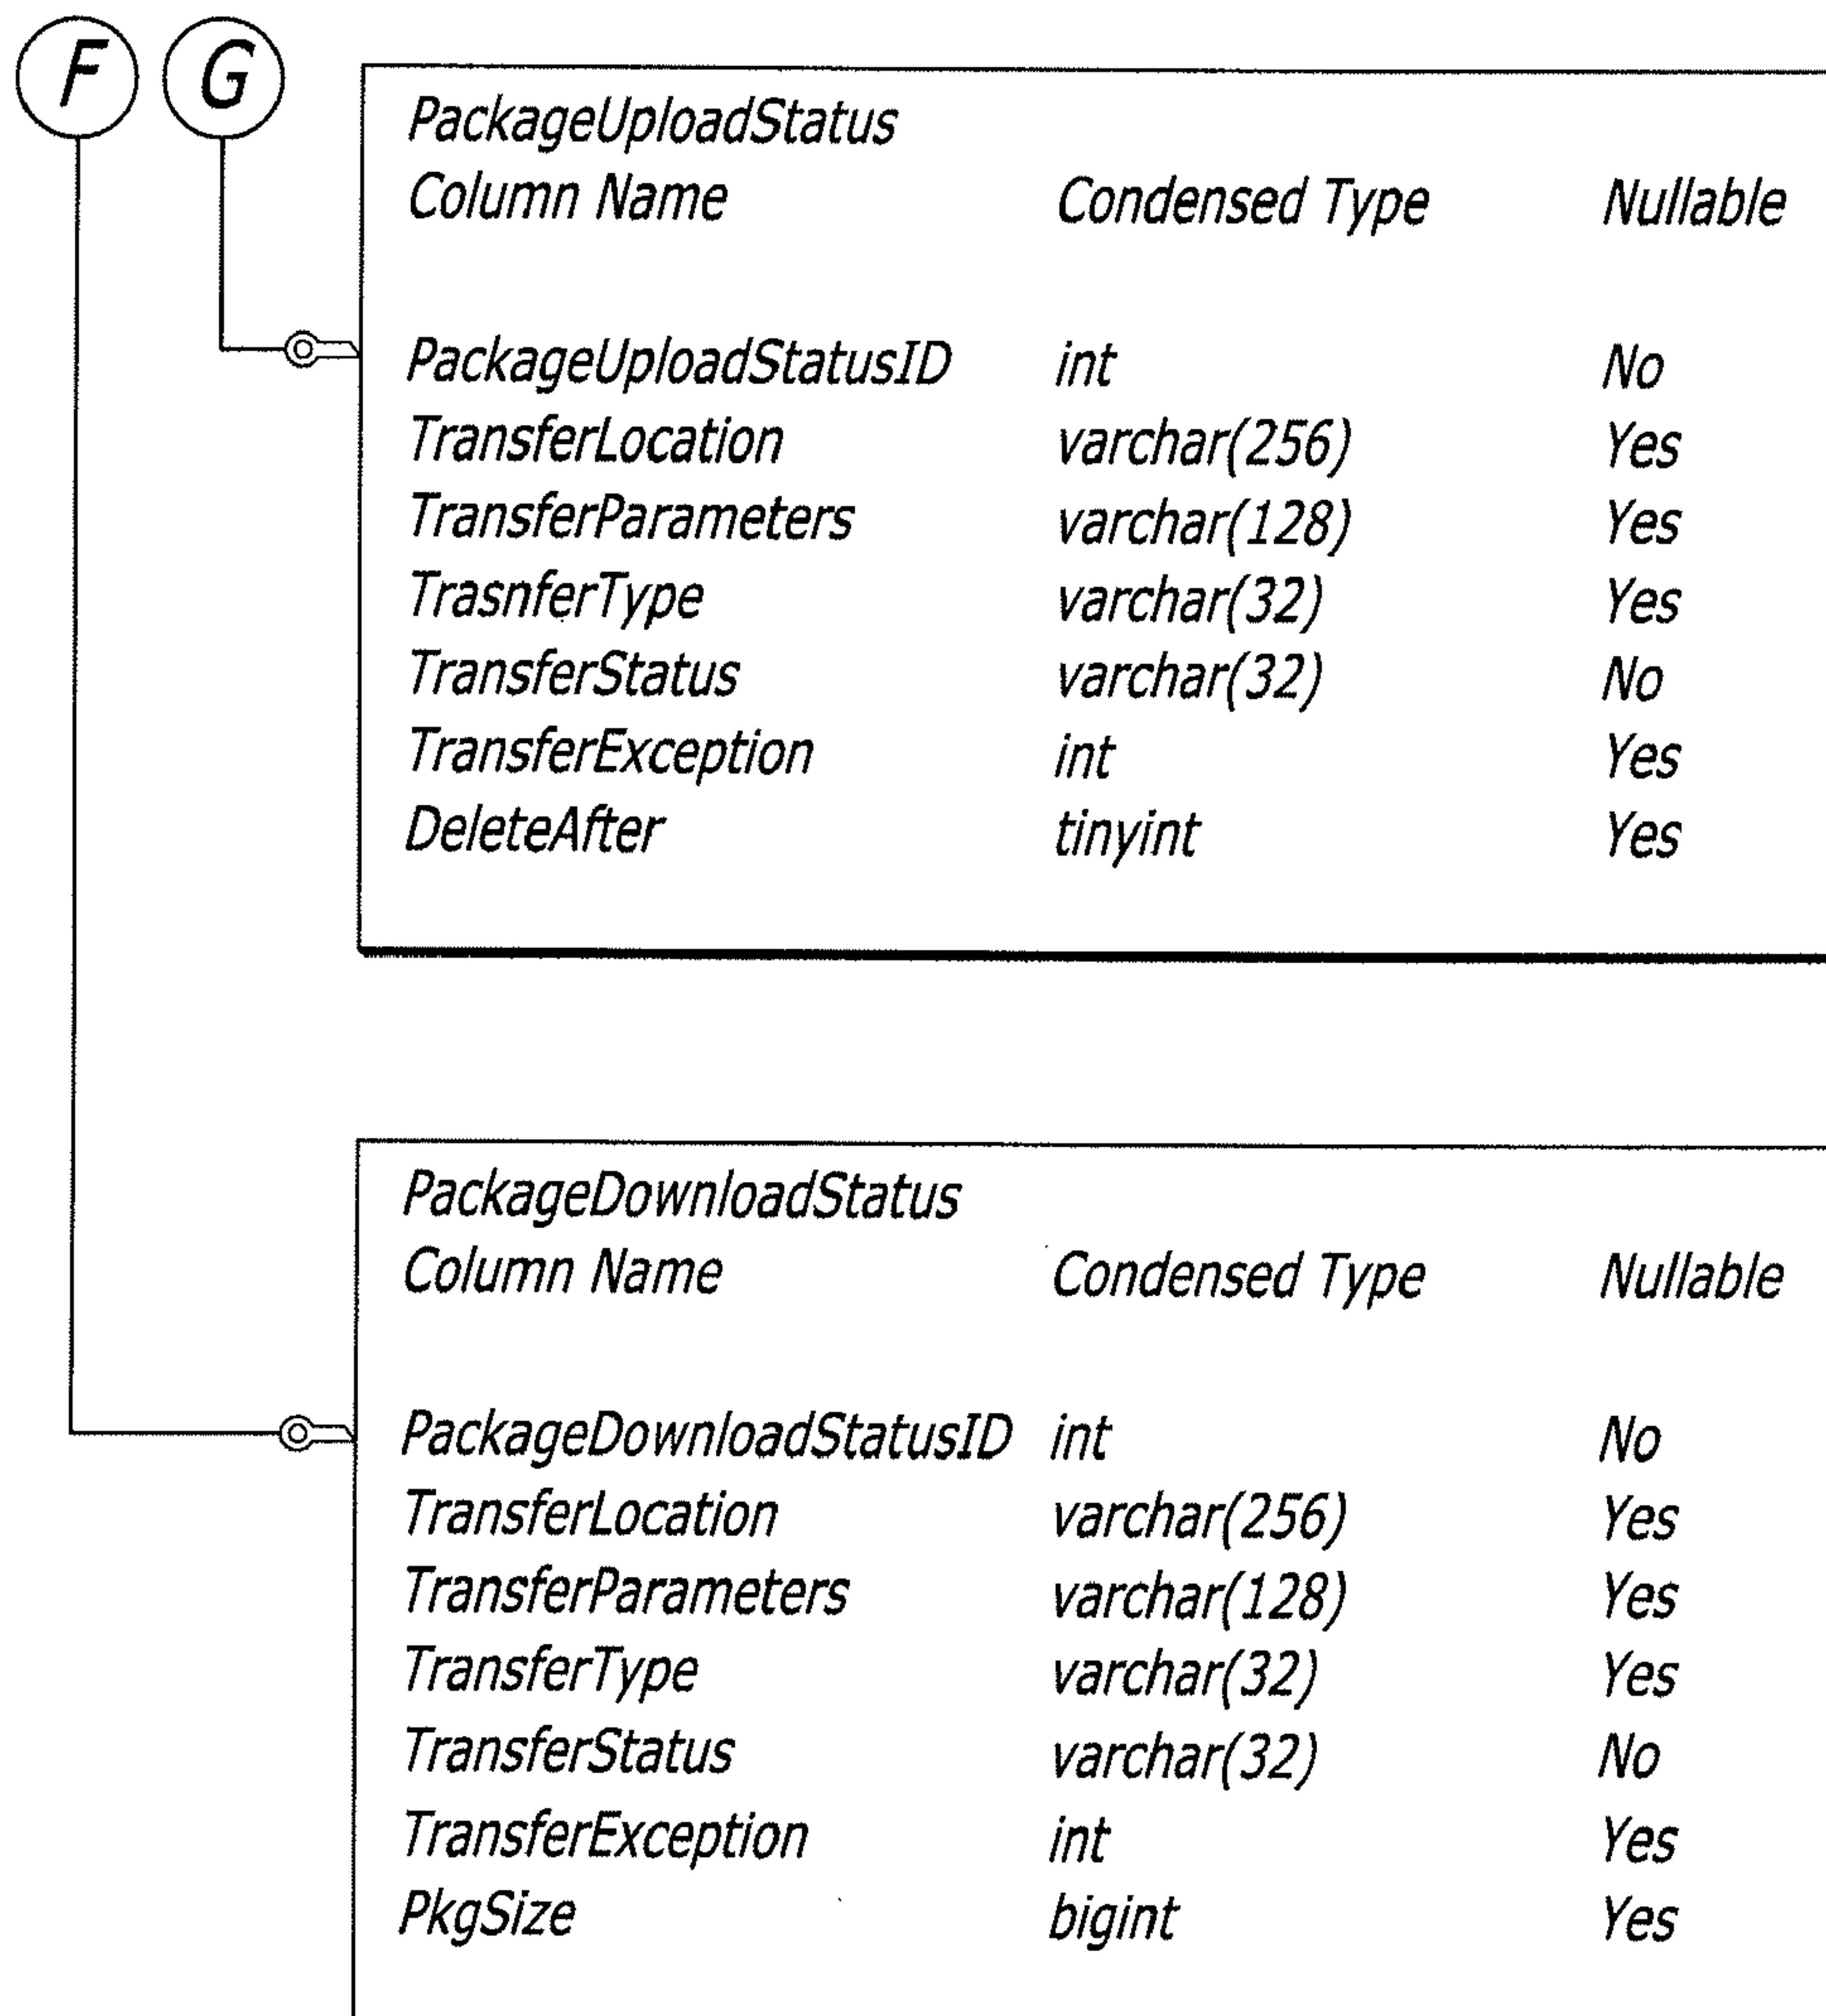 F G
PackageUploadStatus
Column Name Condensed Type Nullable
PackageUploadStatusID int No
TransferLocation varchar(256) Yes
TransferParameters varchar(128) Yes
TrasnferType varchar(32) Yes
TransferStatus varchar(32) No
TransferException int Yes
DeleteAfter tinyint Yes
PackageDownloadStatus
Column Name Condensed Type Nullable
PackageDownloadStatusID int No
TransferLocation varchar(256) Yes
TransferParameters varchar(128) Yes
TransferType varchar(32) Yes
TransferStatus varchar(32) No
TransferException int Yes
PkgSize bigint Yes